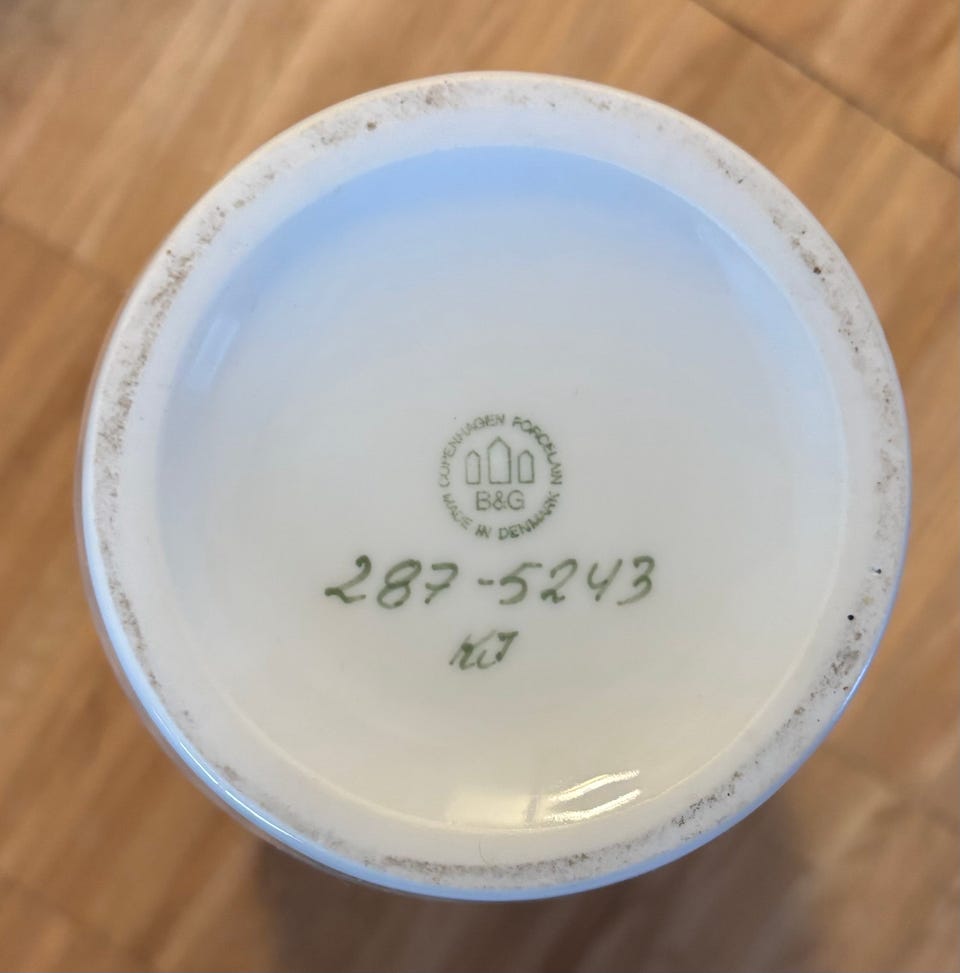 COPENHAGEN PORCELAIN
B&G
MADE IN DENMARK
287-5243
KJ